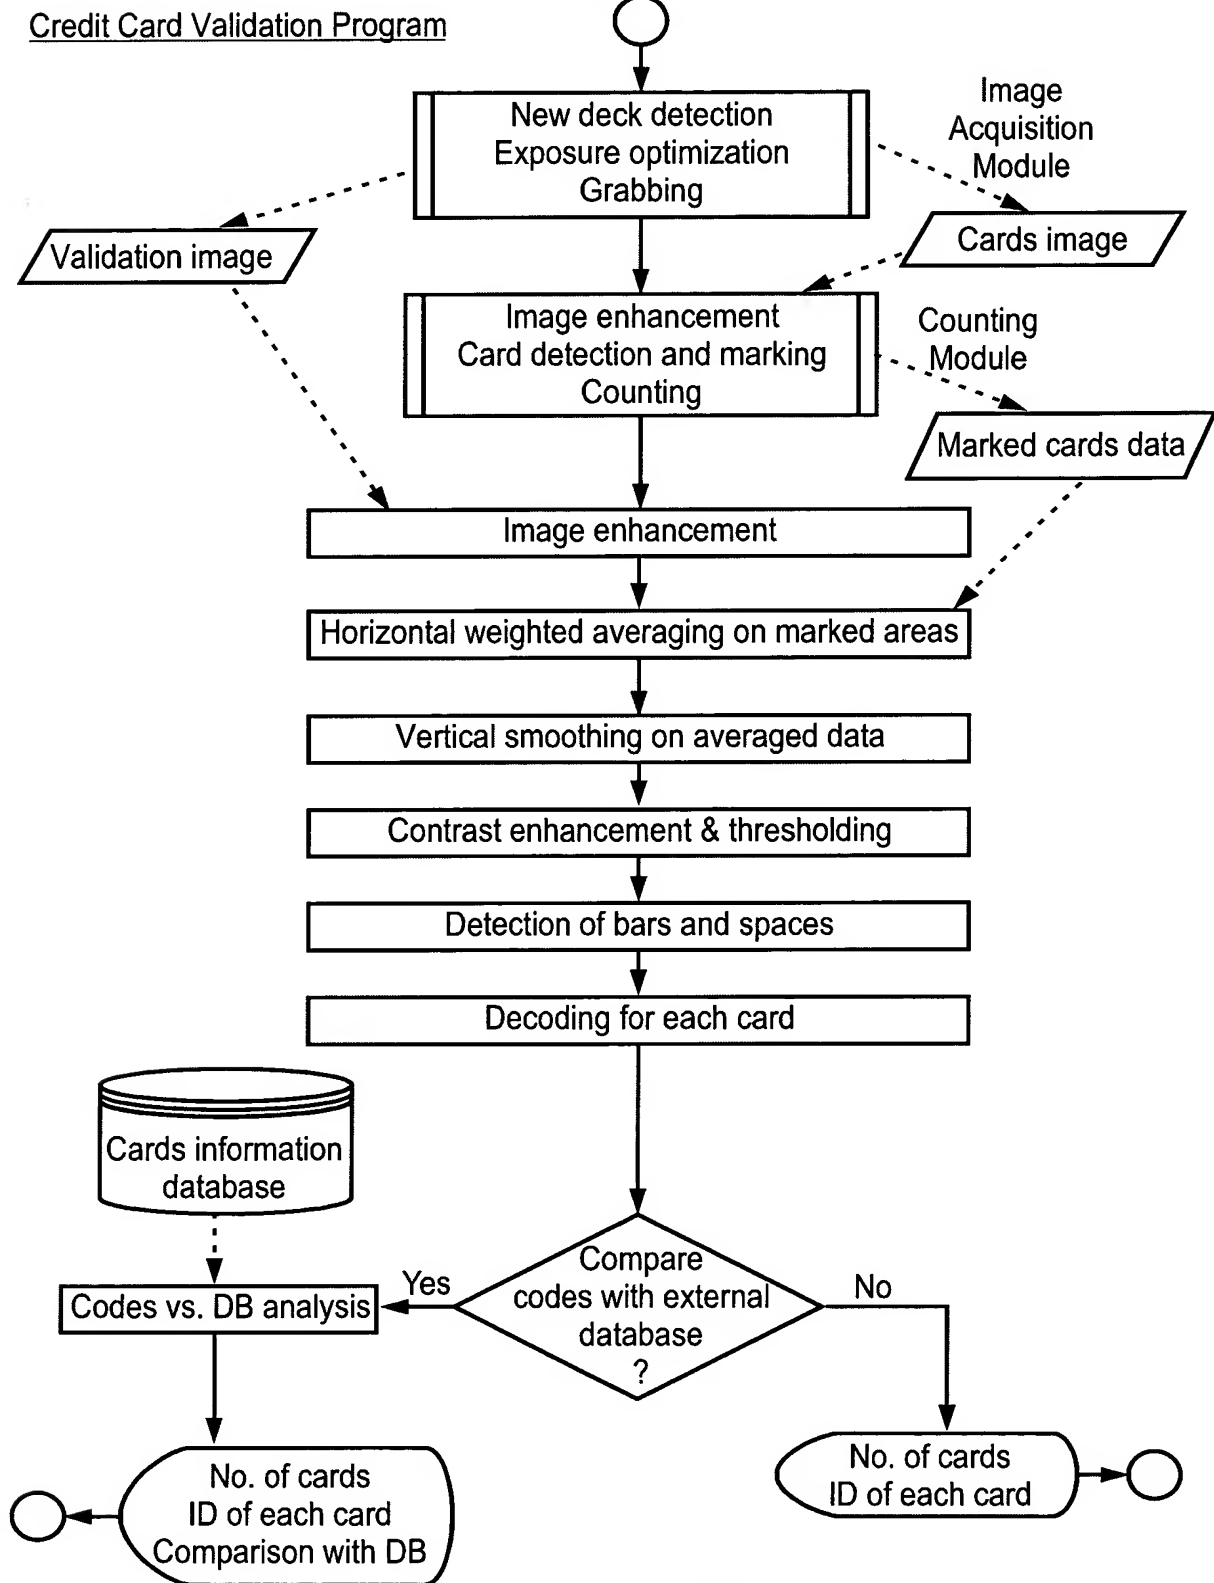 Credit Card Validation Program
New deck detection
Exposure optimization
Grabbing
Image
Acquisition
Module
Validation image
Cards image
Image enhancement
Card detection and marking
Counting
Counting
Module
Marked cards data
Image enhancement
Horizontal weighted averaging on marked areas
Vertical smoothing on averaged data
Contrast enhancement & thresholding
Detection of bars and spaces
Decoding for each card
Cards information
database
Compare
codes with external
database
?
Yes
No
Codes vs. DB analysis
No. of cards
ID of each card
Comparison with DB
No. of cards
ID of each card